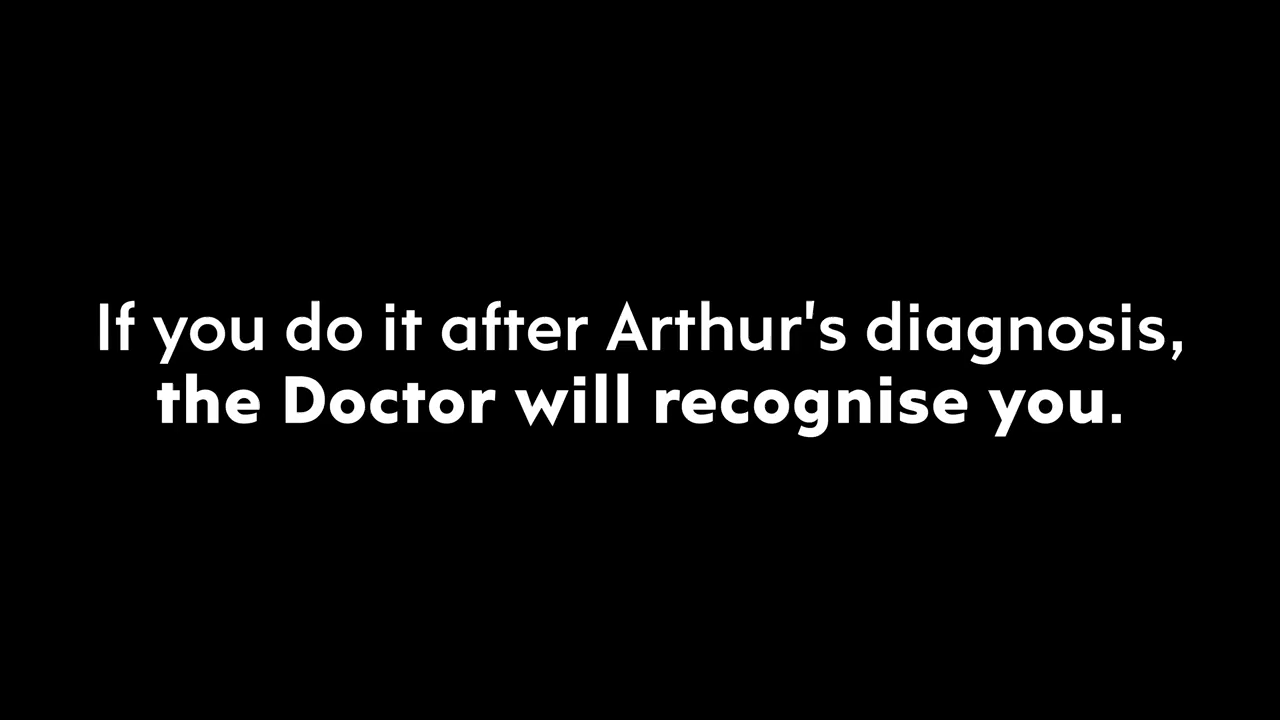 If you do it after Arthur's diagnosis,
the Doctor will recognise you.